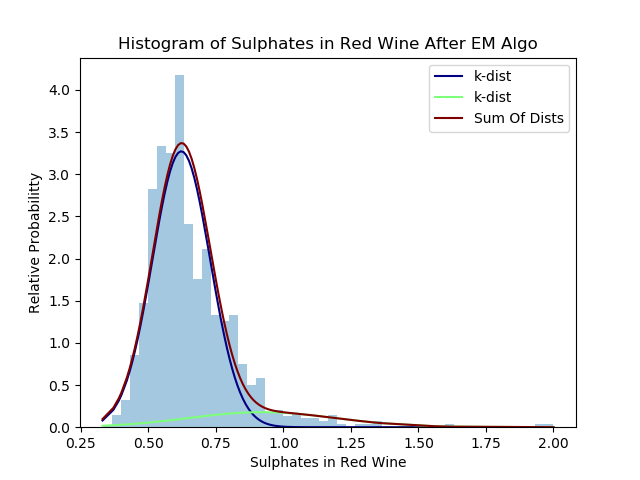 Histogram of Sulphates in Red Wine After EM Algo
k-dist
k-dist
Sum Of Dists
4.0
3.5
3.0
2.5
2.0
1.5
1.0
0.5
0.0
Relative Probabilitty
0.25 0.50 0.75 1.00 1.25 1.50 1.75 2.00
Sulphates in Red Wine